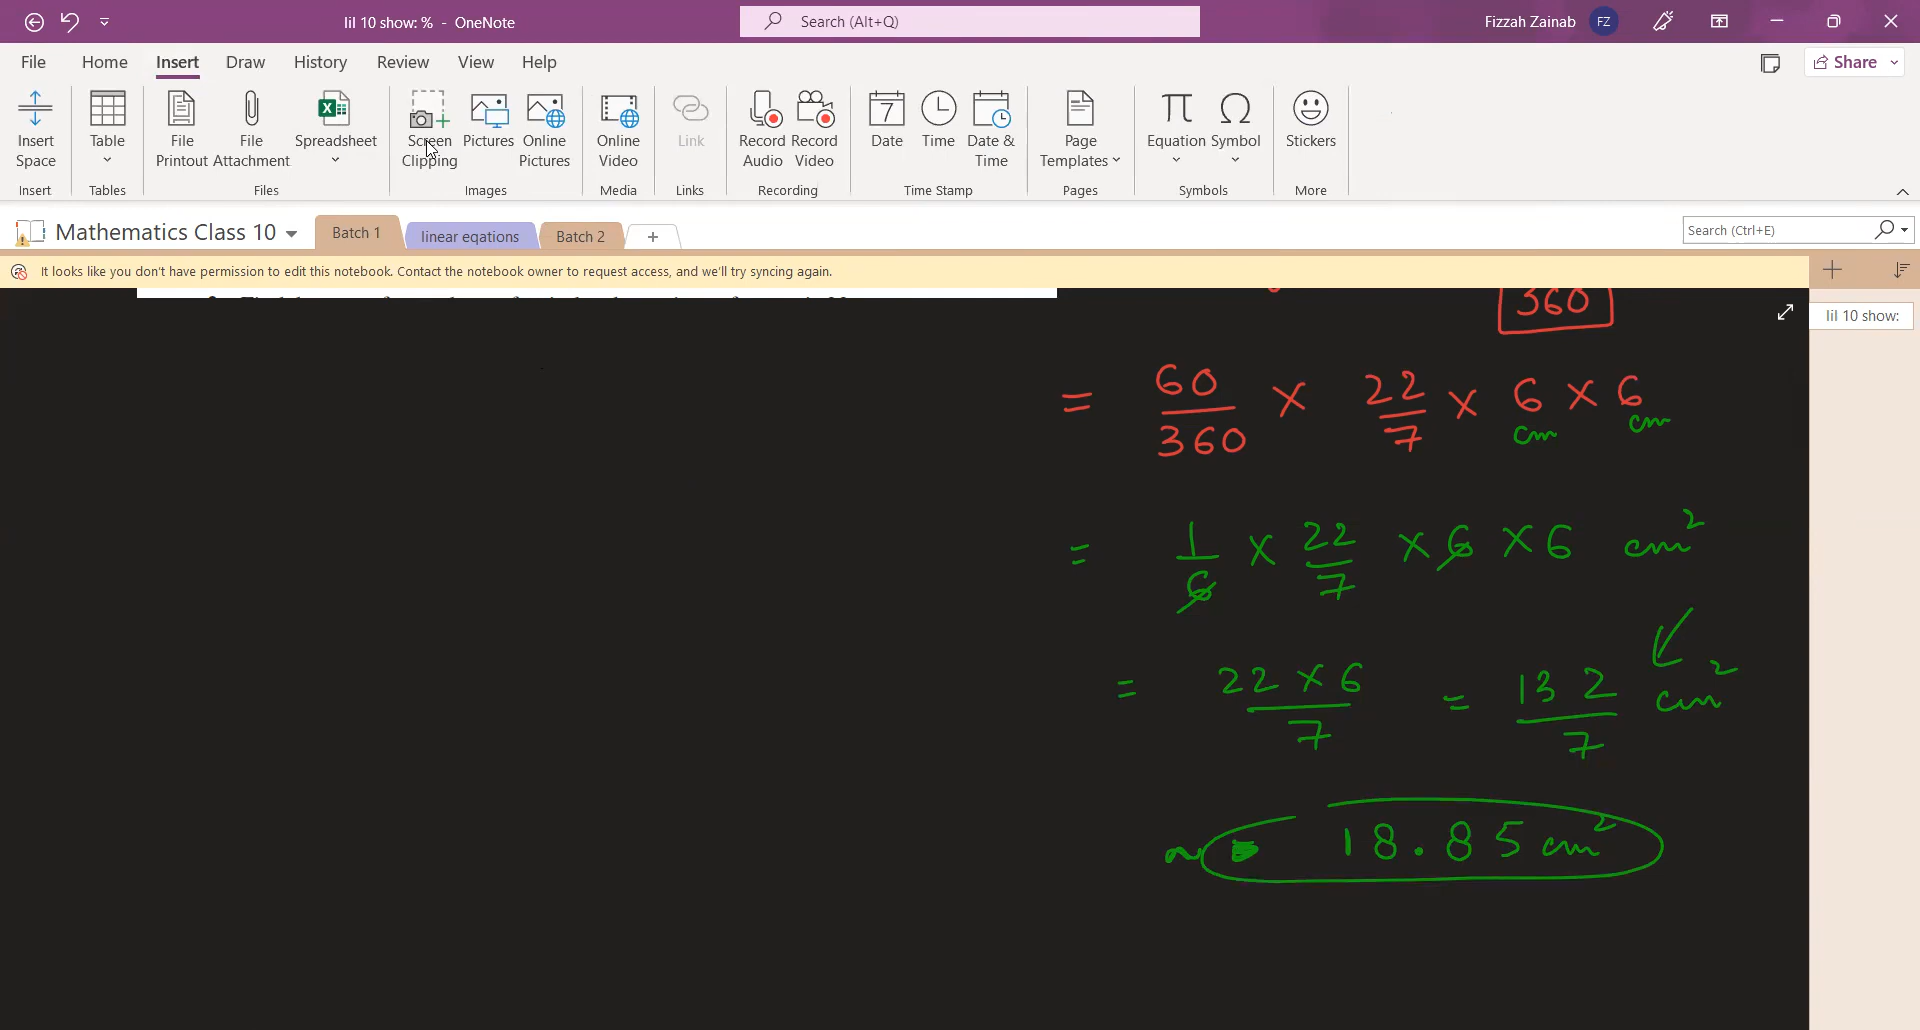 lil 10 show: % - OneNote
Search (Alt+Q)
Fizzah Zainab FZ
File Home Insert Draw History Review View Help
Share
Insert Space
Table
File Printout
File Attachment
Spreadsheet
Screen Clipping
Pictures
Online Pictures
Online Video
Link
Record Audio
Record Video
7
Date
Time
Date & Time
Page Templates
Equation
Symbol
Stickers
Insert Tables Files Images Media Links Recording Time Stamp Pages Symbols More
Mathematics Class 10 Batch 1 linear eqations Batch 2 +
Search (Ctrl+E)
It looks like you don't have permission to edit this notebook. Contact the notebook owner to request access, and we'll try syncing again.
lil 10 show:
360
= 60/360 × 22/7 × 6 cm × 6 cm
= 1/6 × 22/7 × 6 × 6 cm²
= 22 × 6/7 = 132/7 cm²
~ 18.85 cm²